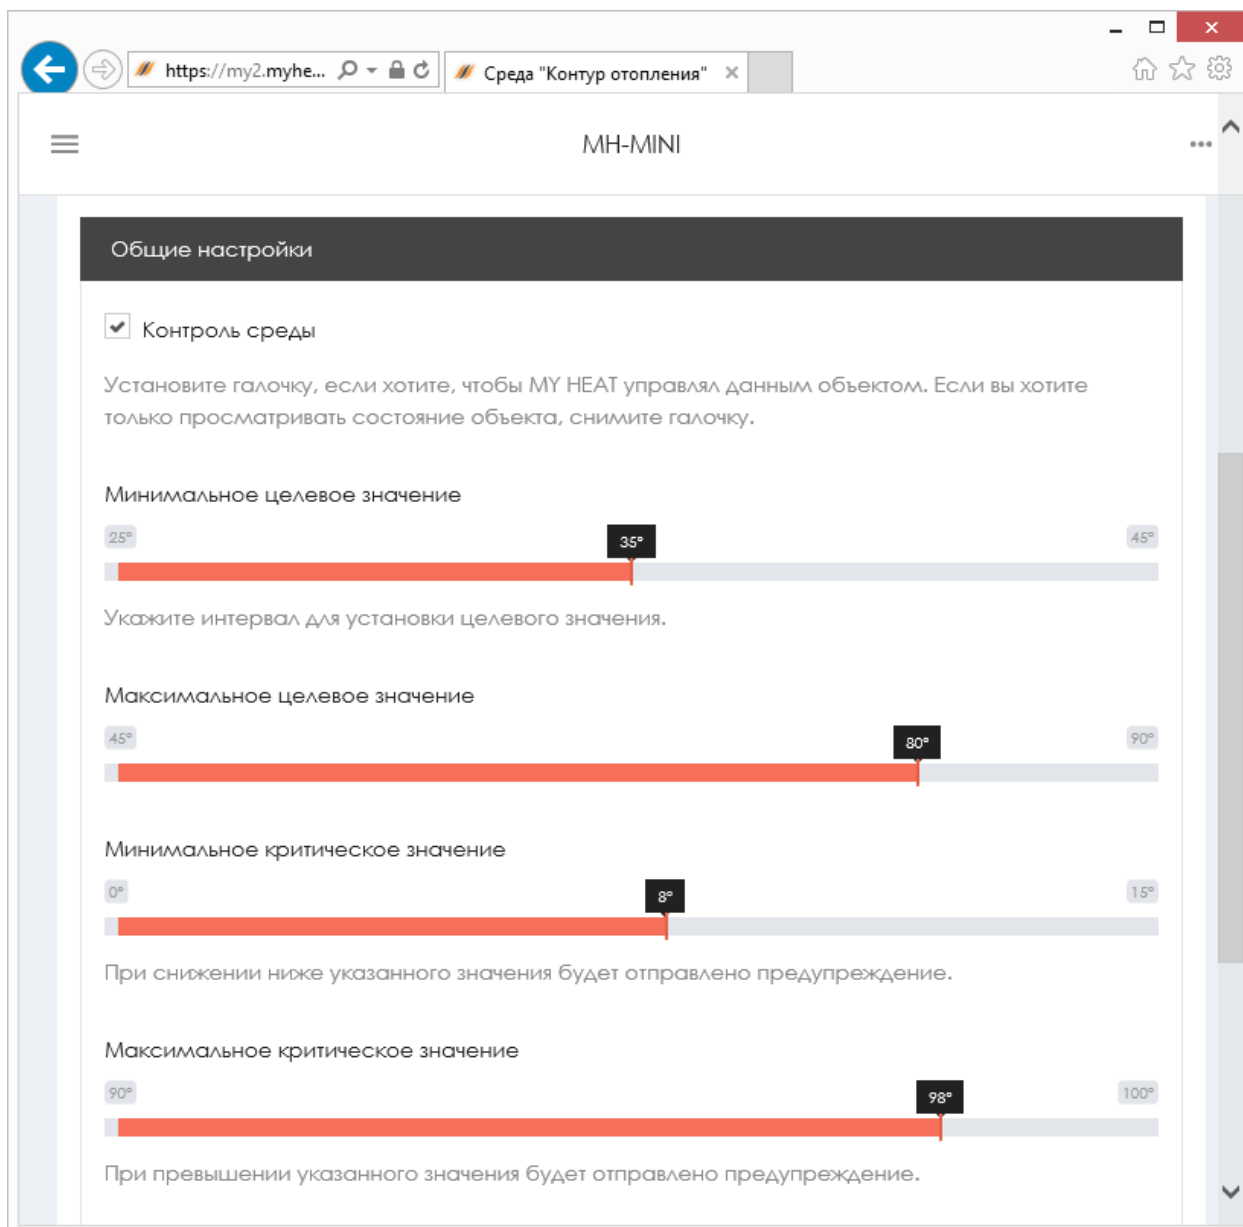 https://my2.myhe...
Среда "Контур отопления"
MH-MINI
Общие настройки
Контроль среды
Установите галочку, если хотите, чтобы MY HEAT управлял данным объектом. Если вы хотите
только просматривать состояние объекта, снимите галочку.
Минимальное целевое значение
25° 35° 45°
Укажите интервал для установки целевого значения.
Максимальное целевое значение
45° 80° 90°
Минимальное критическое значение
0° 8° 15°
При снижении ниже указанного значения будет отправлено предупреждение.
Максимальное критическое значение
90° 98° 100°
При превышении указанного значения будет отправлено предупреждение.